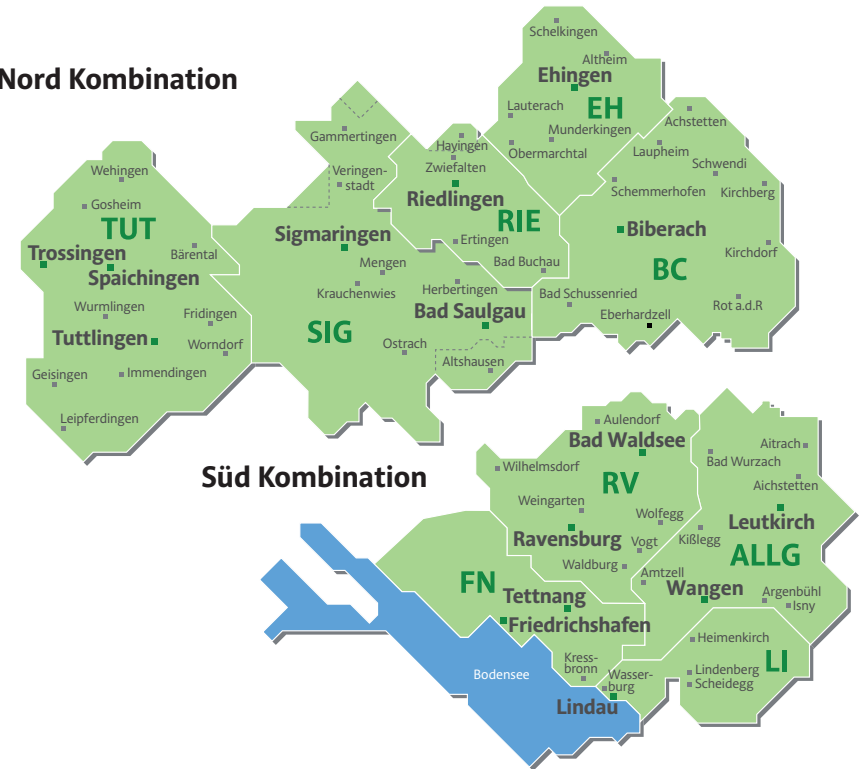 Nord Kombination
Schelkingen
Altheim
Ehingen
Lauterach
EH
Munderkingen
Obermarchtal
Achstetten
Laupheim
Schwendi
Schemmerhofen
Kirchberg
Biberach
Kirchdorf
BC
Bad Schussenried
Eberhardzell
Rot a.d.R
Gammertingen
Veringen-
stadt
Hayingen
Zwiefalten
Riedlingen
RIE
Ertingen
Bad Buchau
Sigmaringen
Mengen
Krauchenwies
Herbertingen
Bad Saulgau
SIG
Ostrach
Altshausen
Wehingen
Gosheim
TUT
Trossingen
Bärental
Spaichingen
Wurmlingen
Fridingen
Tuttlingen
Worndorf
Geisingen
Immendingen
Leipferdingen
Süd Kombination
Aulendorf
Bad Waldsee
Wilhelmsdorf
RV
Weingarten
Wolfegg
Ravensburg
Vogt
Waldburg
Aitrach
Bad Wurzach
Aichstetten
Leutkirch
Kißlegg
ALLG
Amtzell
Wangen
Argenbühl
Isny
FN
Tettnang
Friedrichshafen
Kress-
bronn
Bodensee
Wasser-
burg
Lindau
Heimenkirch
LI
Lindenberg
Scheidegg